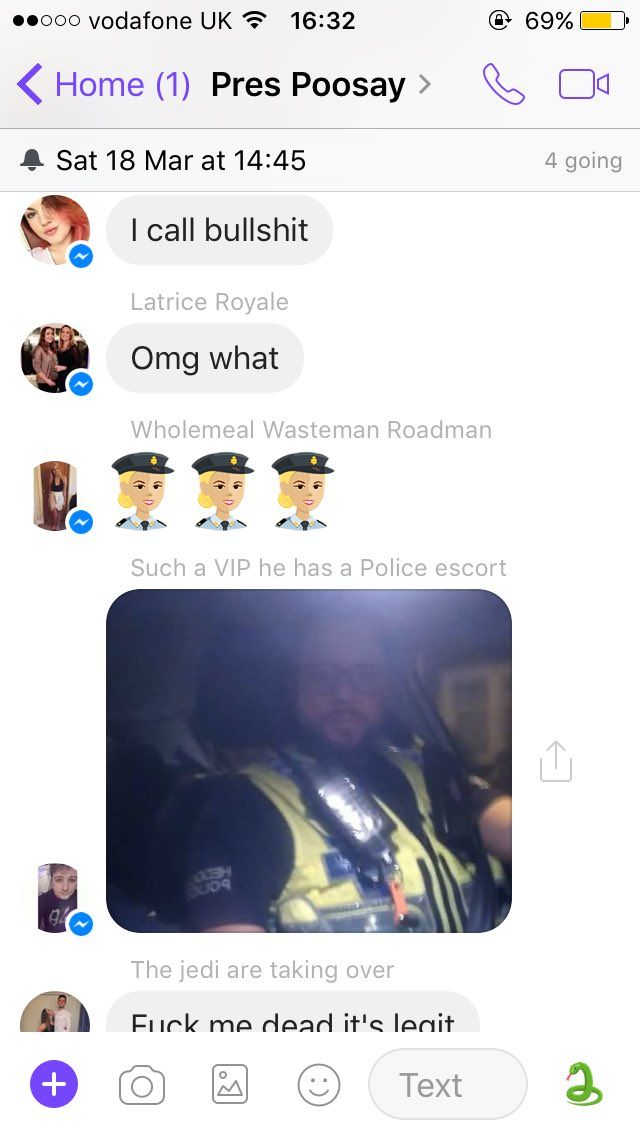 vodafone UK 16:32 69%
Home (1) Pres Poosay
Sat 18 Mar at 14:45 4 going
I call bullshit
Latrice Royale
Omg what
Wholemeal Wasteman Roadman
Such a VIP he has a Police escort
HEDDLU
POLICE
The jedi are taking over
Fuck me dead it's legit
Text